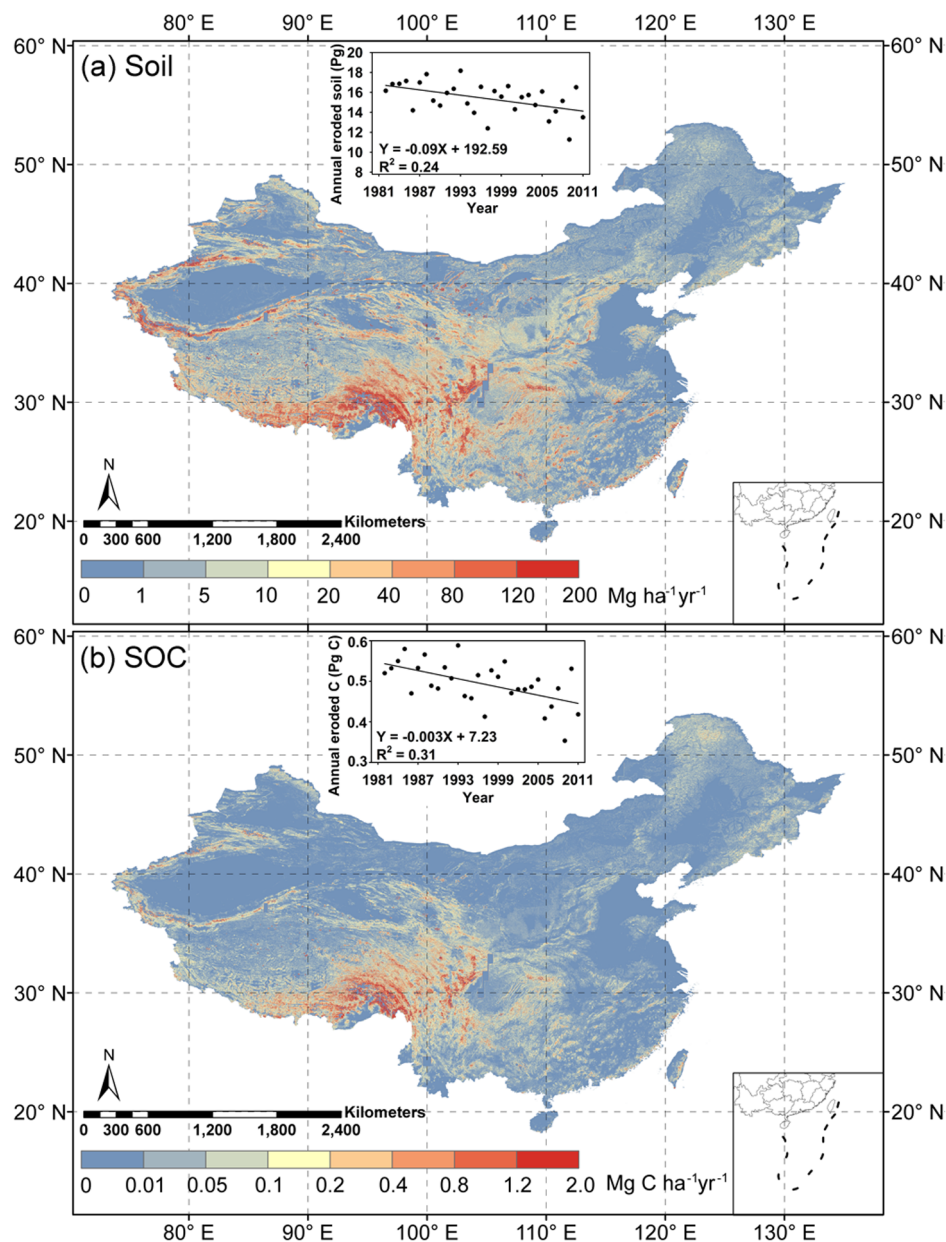 80° E 90° E 100° E 110° E 120° E 130° E
60° N 60° N
(a) Soil
Annual eroded soil (Pg)
20
18
16
14
12
10
8
Y = -0.09X + 192.59
R² = 0.24
1981 1987 1993 1999 2005 2011
Year
50° N 50° N
40° N 40° N
30° N 30° N
20° N 20° N
N
Kilometers
0 300 600 1,200 1,800 2,400
0 1 5 10 20 40 80 120 200 Mg ha⁻¹yr⁻¹
60° N 60° N
(b) SOC
Annual eroded C (Pg C)
0.6
0.5
0.4
0.3
Y = -0.003X + 7.23
R² = 0.31
1981 1987 1993 1999 2005 2011
Year
50° N 50° N
40° N 40° N
30° N 30° N
20° N 20° N
N
Kilometers
0 300 600 1,200 1,800 2,400
0 0.01 0.05 0.1 0.2 0.4 0.8 1.2 2.0 Mg C ha⁻¹yr⁻¹
80° E 90° E 100° E 110° E 120° E 130° E